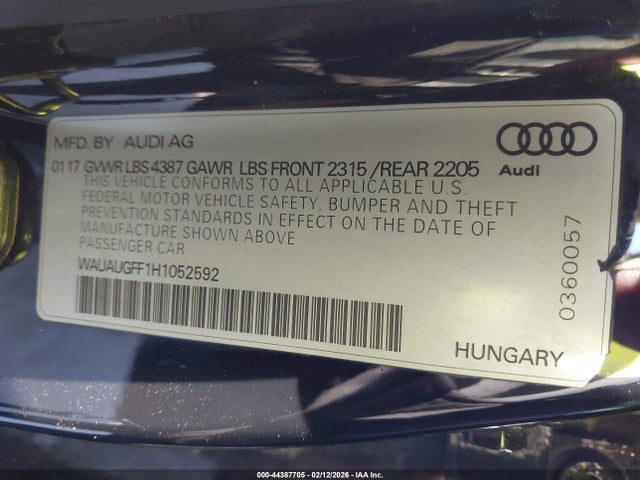 MFD. BY AUDI AG
0117 GVWR LBS 4387 GAWR LBS FRONT 2315 /REAR 2205
THIS VEHICLE CONFORMS TO ALL APPLICABLE U.S.
FEDERAL MOTOR VEHICLE SAFETY, BUMPER AND THEFT
PREVENTION STANDARDS IN EFFECT ON THE DATE OF
MANUFACTURE SHOWN ABOVE
PASSENGER CAR
WAUAUGFF1H1052592
Audi
0360057
HUNGARY
000-44387705 - 02/12/2026 - IAA Inc.